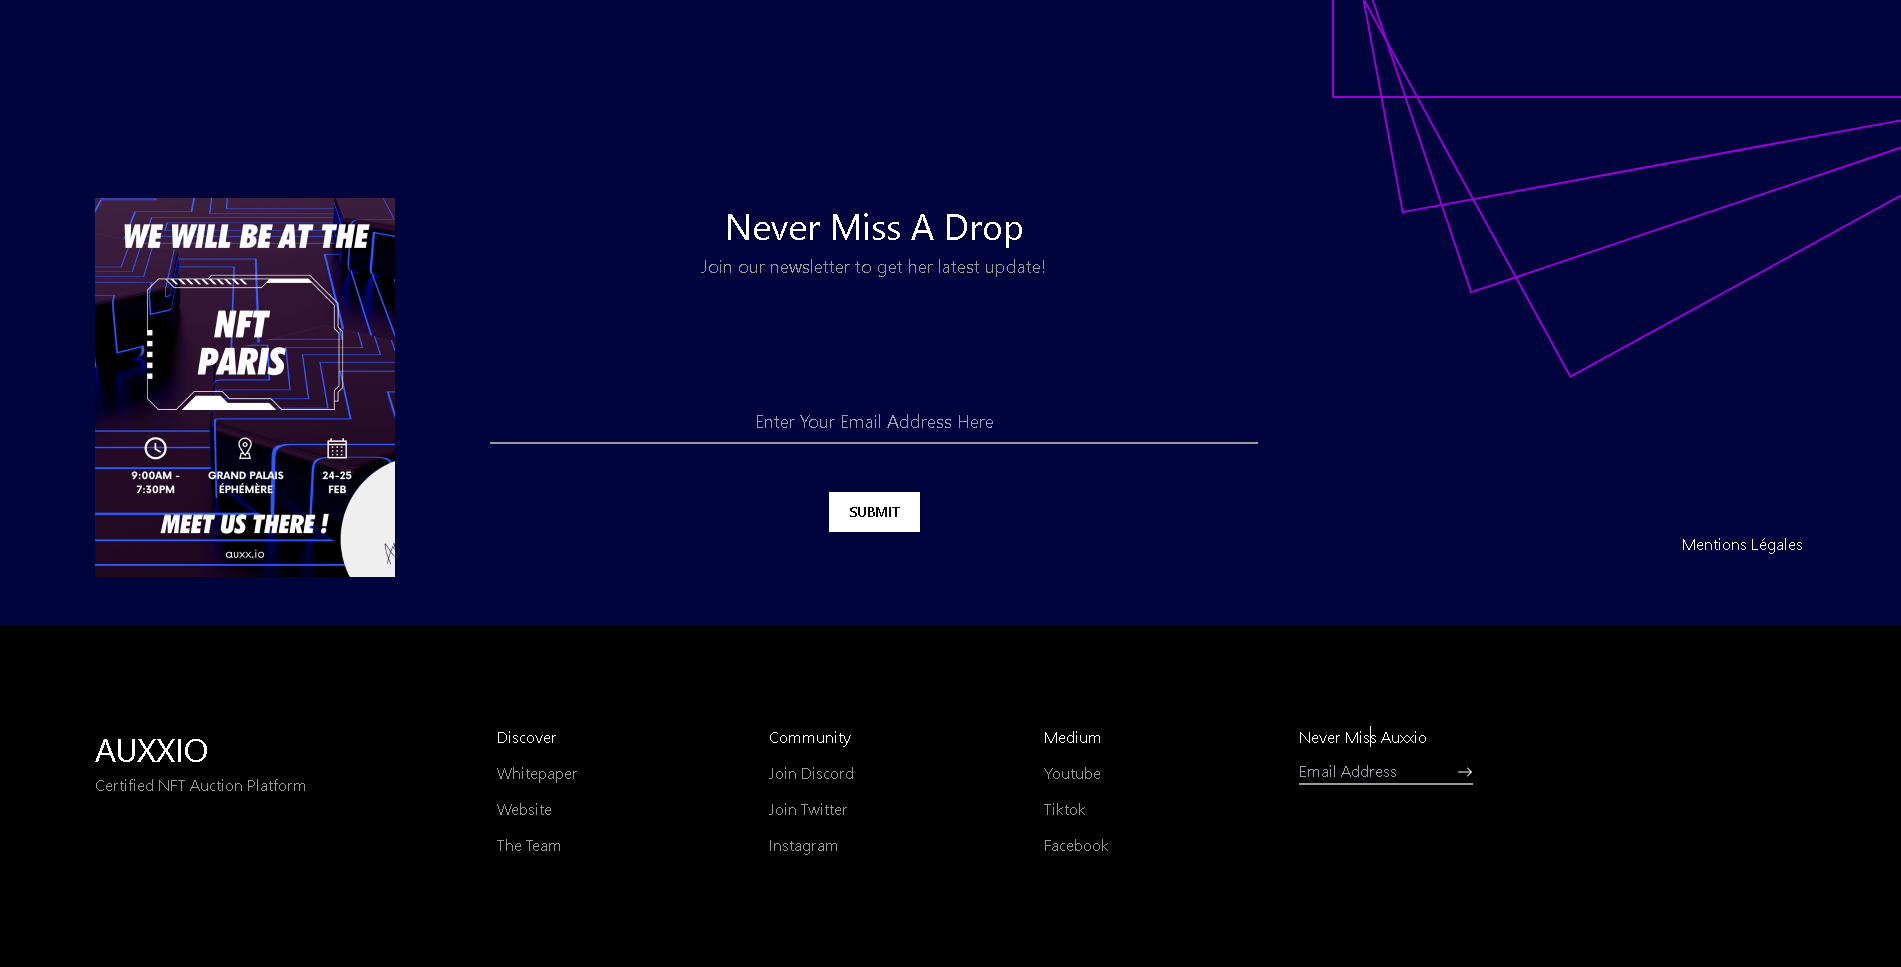 WE WILL BE AT THE
NFT
PARIS
9:00AM -
7:30PM
GRAND PALAIS
ÉPHÉMÈRE
24-25
FEB
MEET US THERE !
auxx.io
Never Miss A Drop
Join our newsletter to get her latest update!
Enter Your Email Address Here
SUBMIT
Mentions Légales
AUXXIO
Certified NFT Auction Platform
Discover
Whitepaper
Website
The Team
Community
Join Discord
Join Twitter
Instagram
Medium
Youtube
Tiktok
Facebook
Never Miss Auxxio
Email Address